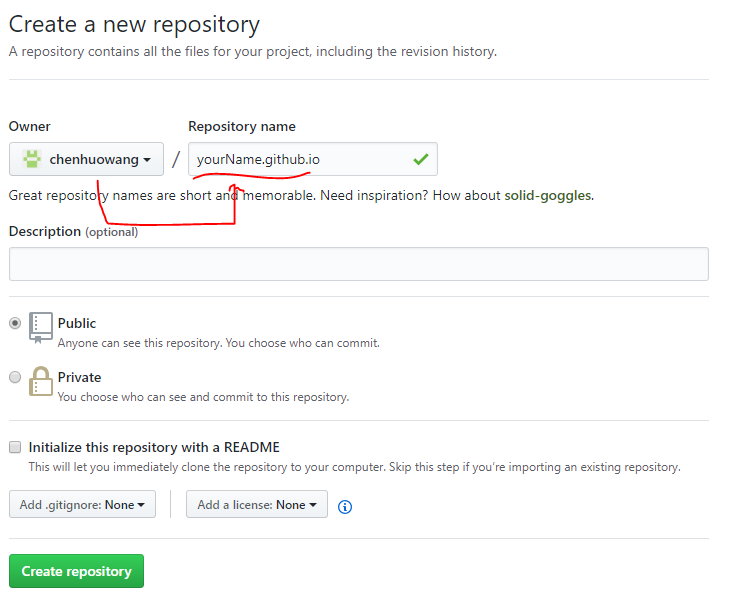 Create a new repository
A repository contains all the files for your project, including the revision history.
Owner
Repository name
chenhuowang / yourName.github.io
Great repository names are short and memorable. Need inspiration? How about solid-goggles.
Description (optional)
Public
Anyone can see this repository. You choose who can commit.
Private
You choose who can see and commit to this repository.
Initialize this repository with a README
This will let you immediately clone the repository to your computer. Skip this step if you're importing an existing repository.
Add .gitignore: None
Add a license: None
Create repository